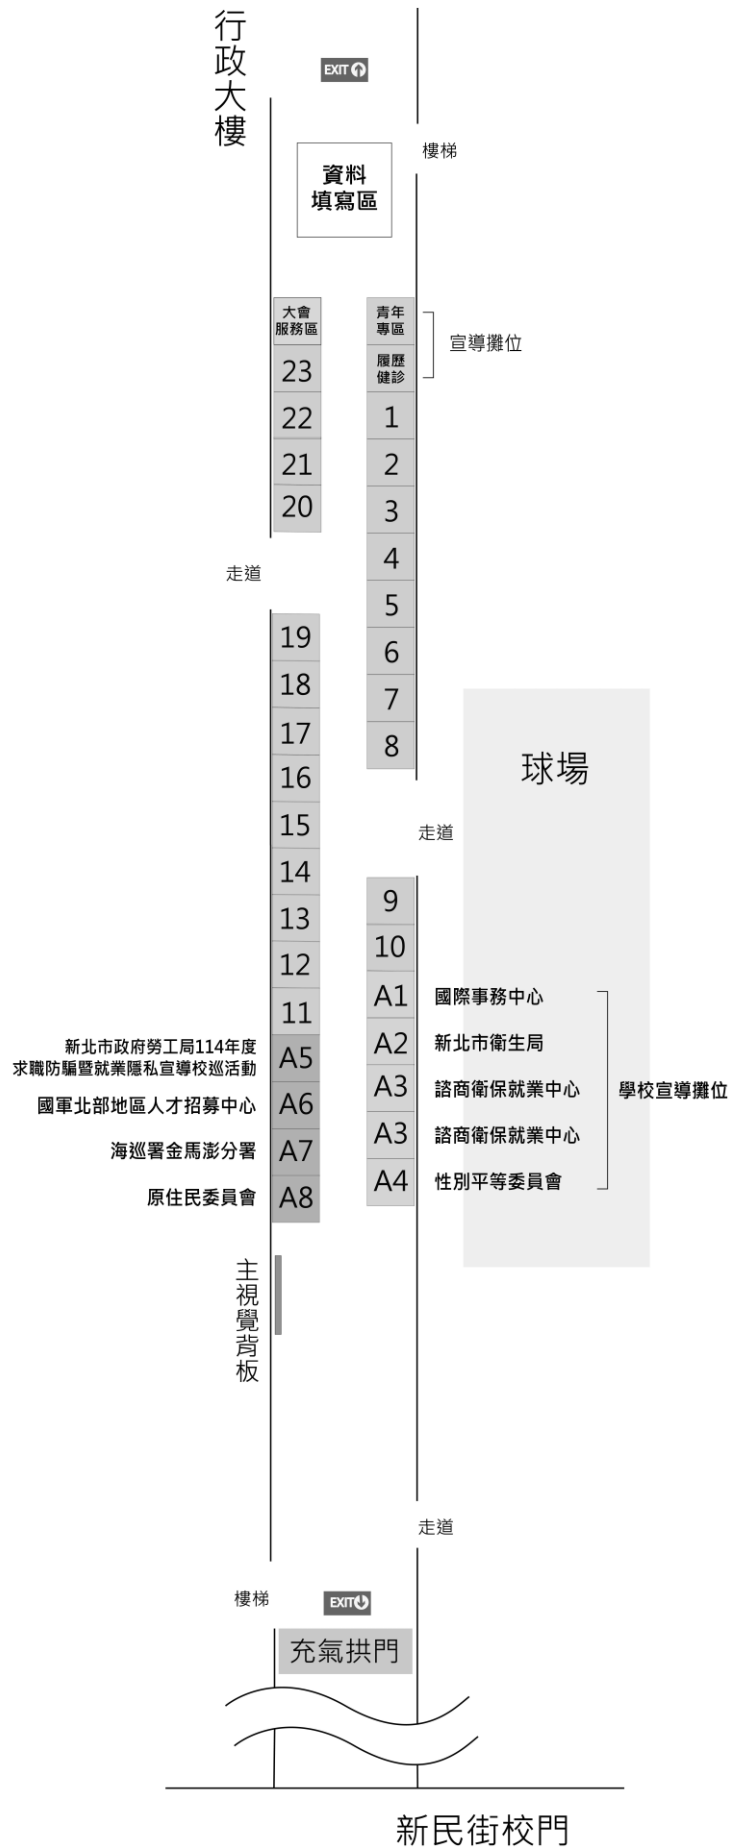 行政大樓
EXIT
樓梯
資料
填寫區
大會
服務區
青年
專區
宣導攤位
履歷
健診
23
1
22
2
21
3
20
4
走道
5
19
6
18
7
17
8
16
球場
15
走道
14
9
13
10
12
A1 國際事務中心
11
新北市政府勞工局114年度
求職防騙暨就業隱私宣導校巡活動
A5
A2 新北市衛生局
A3 諮商衛保就業中心
學校宣導攤位
國軍北部地區人才招募中心 A6
A3 諮商衛保就業中心
海巡署金馬澎分署 A7
A4 性別平等委員會
原住民委員會 A8
主視覺背板
走道
樓梯
EXIT
充氣拱門
新民街校門